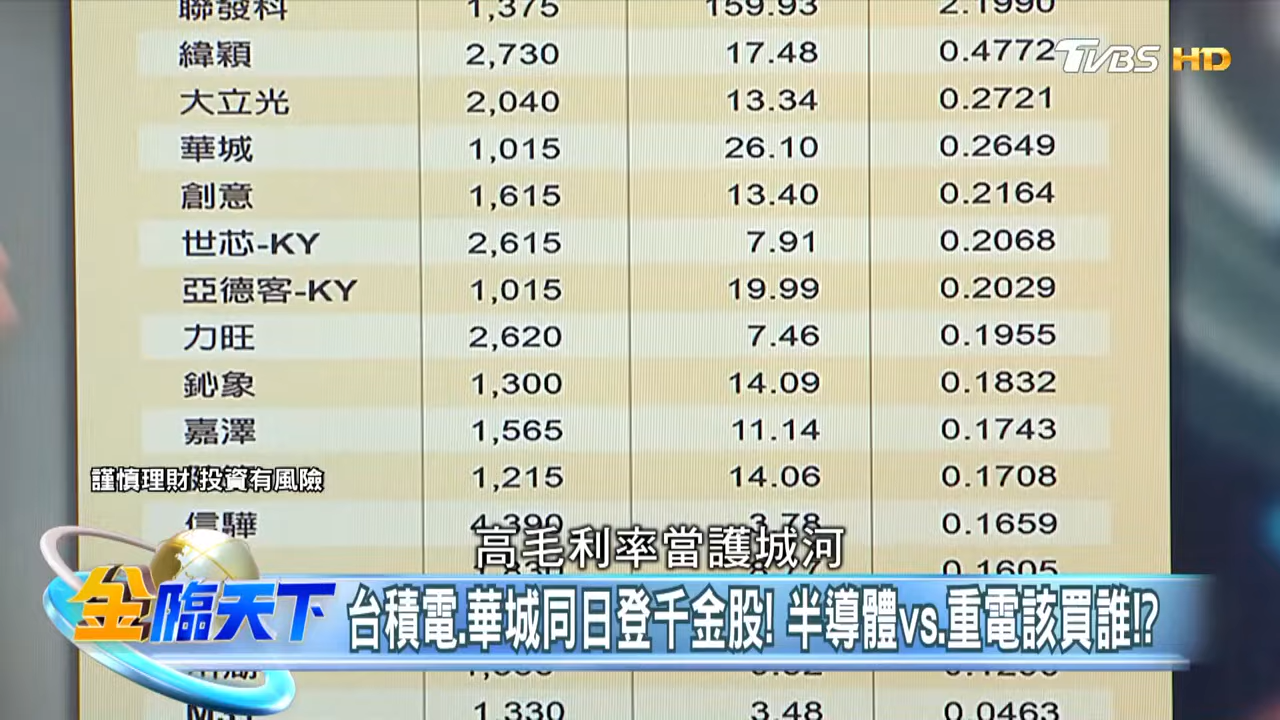 聯發科 1,375 159.93 2.1990
緯穎 2,730 17.48 0.4772
TVBS HD
大立光 2,040 13.34 0.2721
華城 1,015 26.10 0.2649
創意 1,615 13.40 0.2164
世芯-KY 2,615 7.91 0.2068
亞德客-KY 1,015 19.99 0.2029
力旺 2,620 7.46 0.1955
鈊象 1,300 14.09 0.1832
嘉澤 1,565 11.14 0.1743
1,215 14.06 0.1708
謹慎理財.投資有風險
信驊 4,390 3.78 0.1659
高毛利率當護城河
0.1605
金臨天下
台積電.華城同日登千金股! 半導體vs.重電該買誰!?
M31 1,330 3.48 0.0463